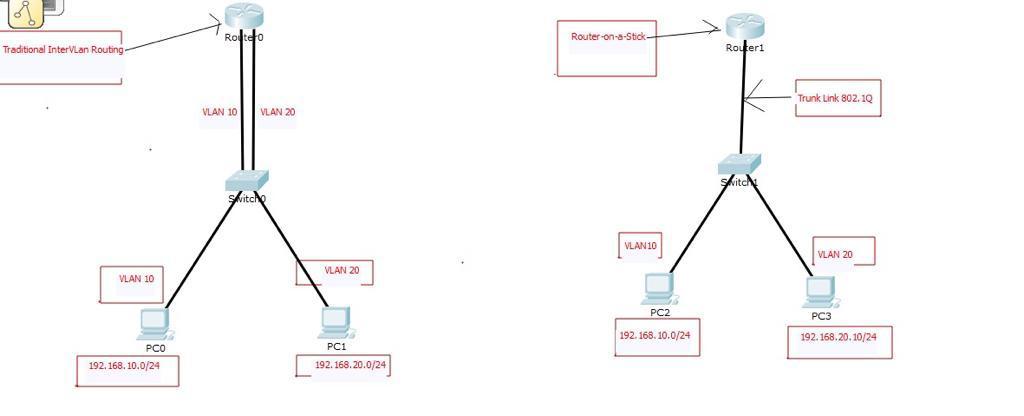 Traditional InterVLan Routing
Router0
VLAN 10
VLAN 20
Switch0
VLAN 10
VLAN 20
PC0
PC1
192.168.10.0/24
192.168.20.0/24
Router-on-a-Stick
Router1
Trunk Link 802.1Q
Switch1
VLAN10
VLAN 20
PC2
PC3
192.168.10.0/24
192.168.20.10/24